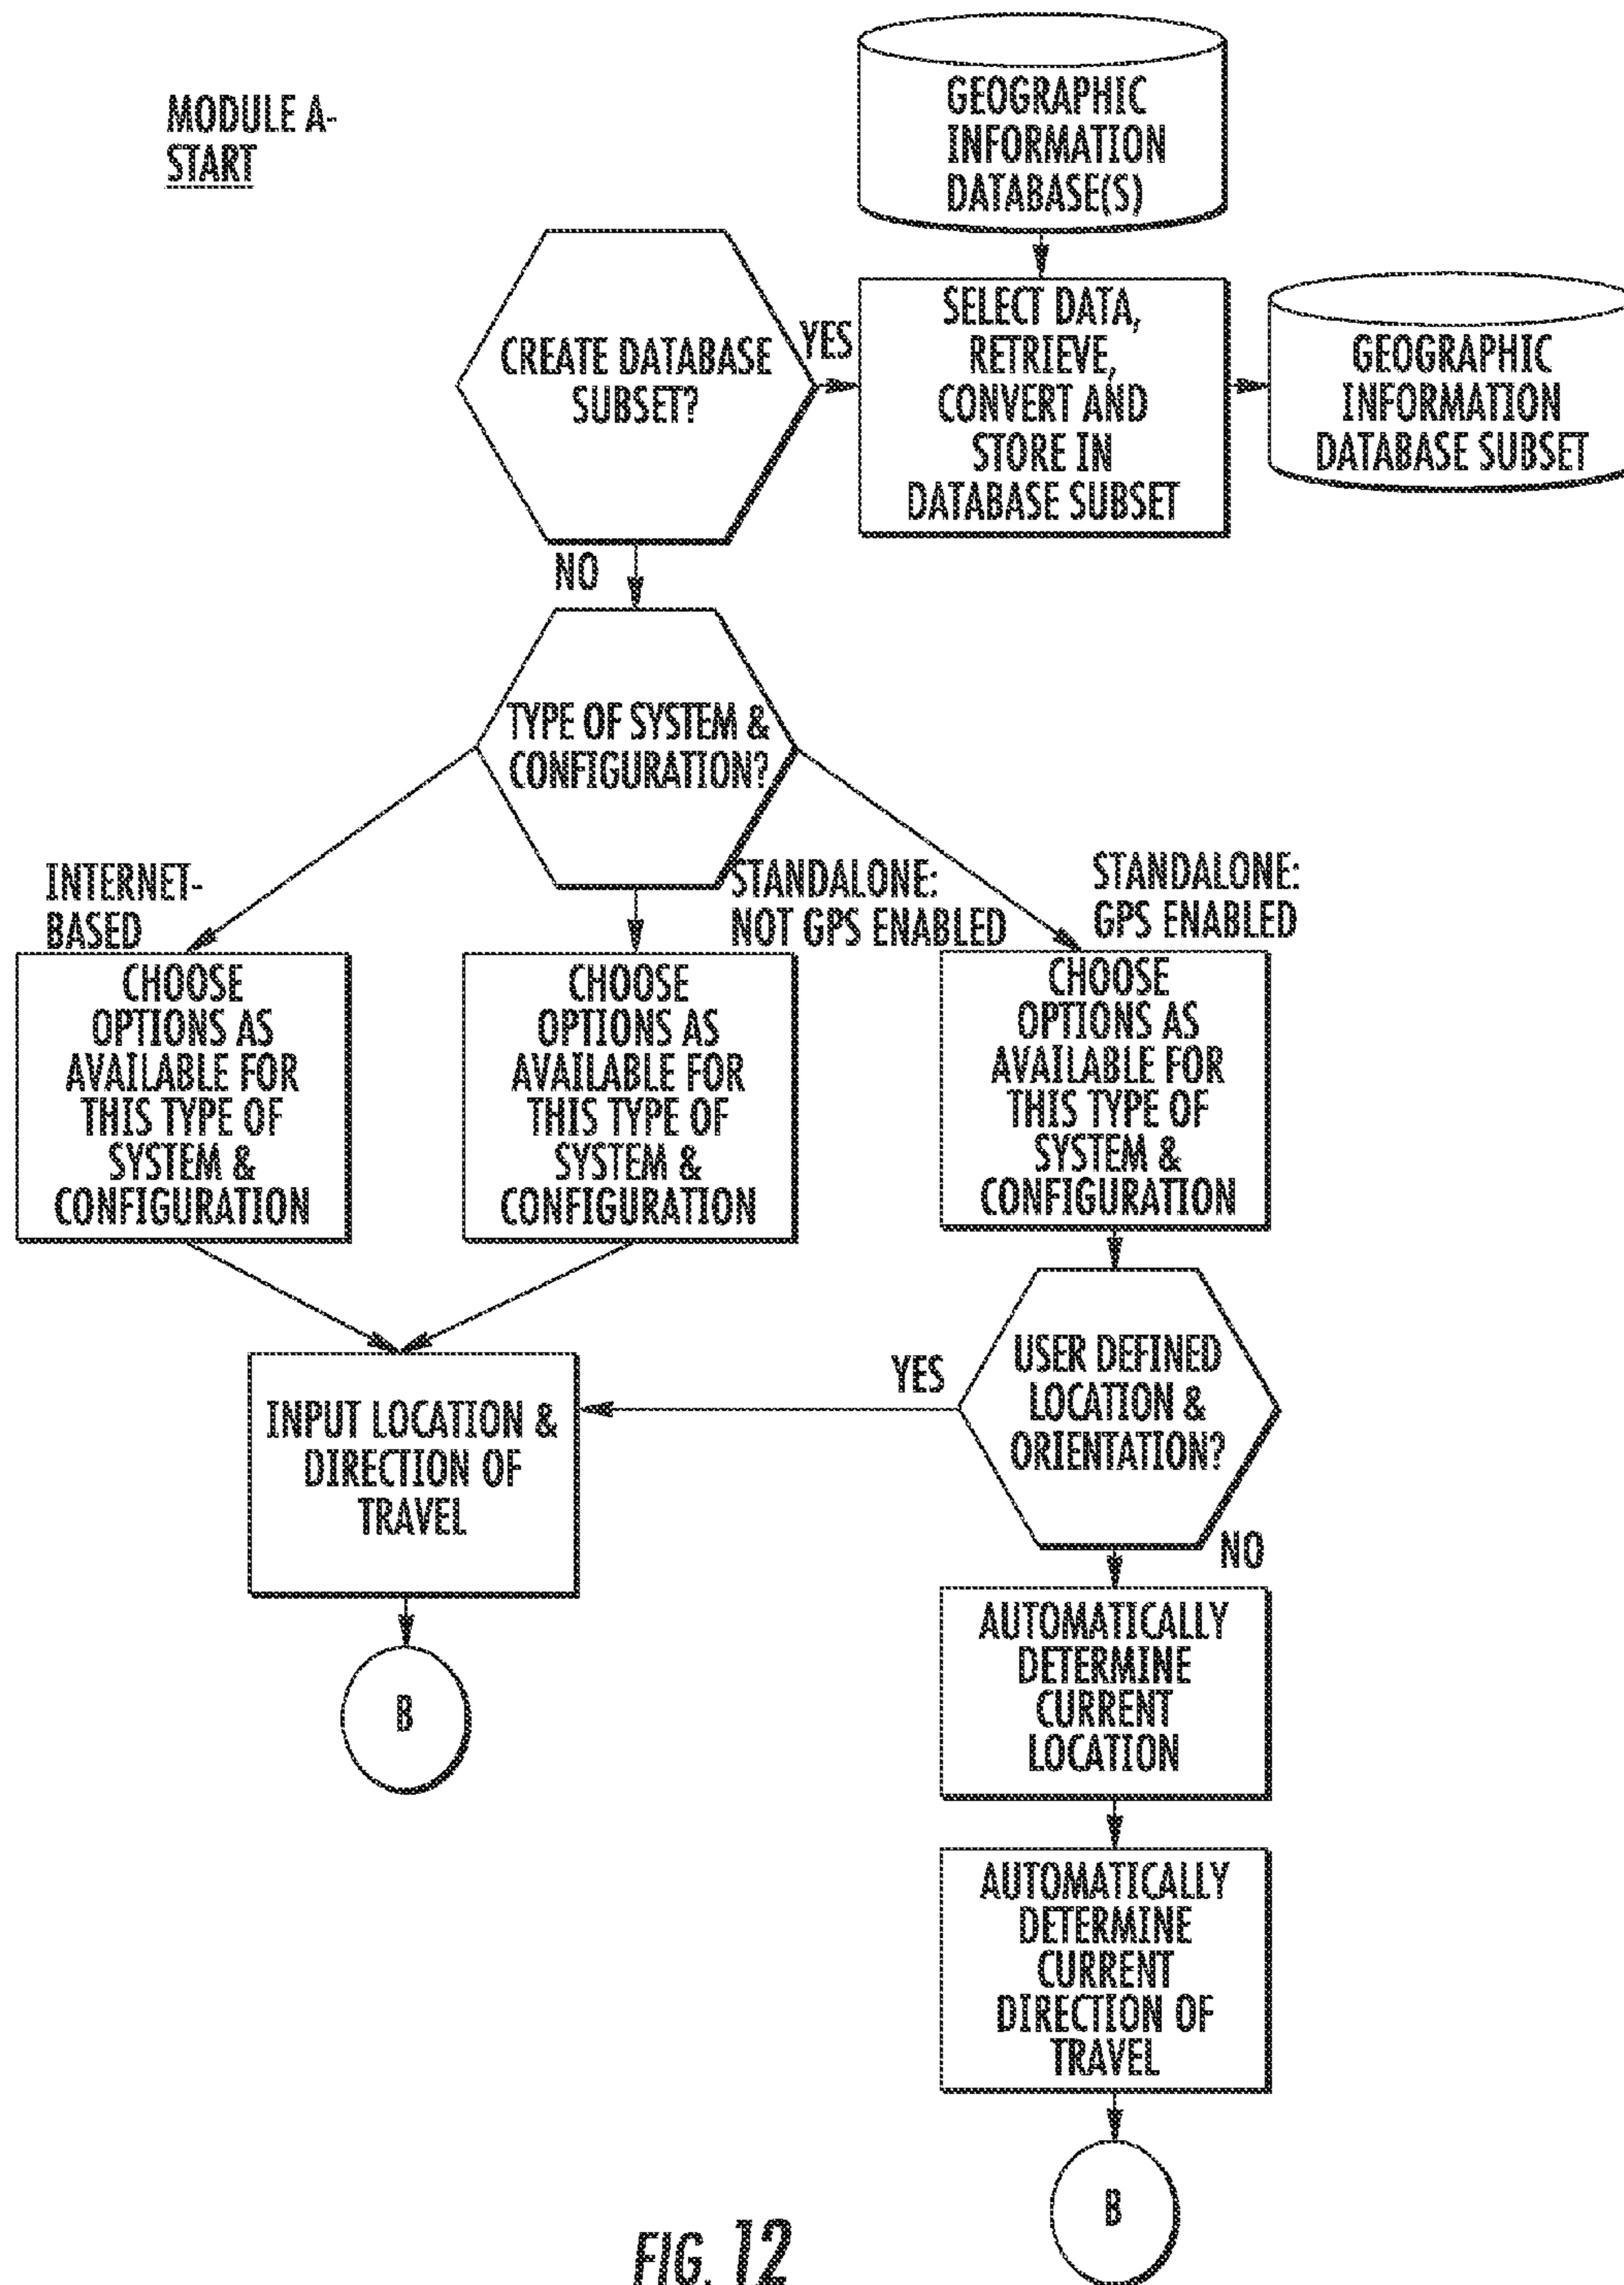 MODULE A-
START
GEOGRAPHIC
INFORMATION
DATABASE(S)
CREATE DATABASE
SUBSET?
YES
SELECT DATA,
RETRIEVE,
CONVERT AND
STORE IN
DATABASE SUBSET
GEOGRAPHIC
INFORMATION
DATABASE SUBSET
NO
TYPE OF SYSTEM &
CONFIGURATION?
INTERNET-
BASED
STANDALONE:
NOT GPS ENABLED
STANDALONE:
GPS ENABLED
CHOOSE
OPTIONS AS
AVAILABLE FOR
THIS TYPE OF
SYSTEM &
CONFIGURATION
CHOOSE
OPTIONS AS
AVAILABLE FOR
THIS TYPE OF
SYSTEM &
CONFIGURATION
CHOOSE
OPTIONS AS
AVAILABLE FOR
THIS TYPE OF
SYSTEM &
CONFIGURATION
INPUT LOCATION &
DIRECTION OF
TRAVEL
YES
USER DEFINED
LOCATION &
ORIENTATION?
NO
B
AUTOMATICALLY
DETERMINE
CURRENT
LOCATION
AUTOMATICALLY
DETERMINE
CURRENT
DIRECTION OF
TRAVEL
B
FIG. 12